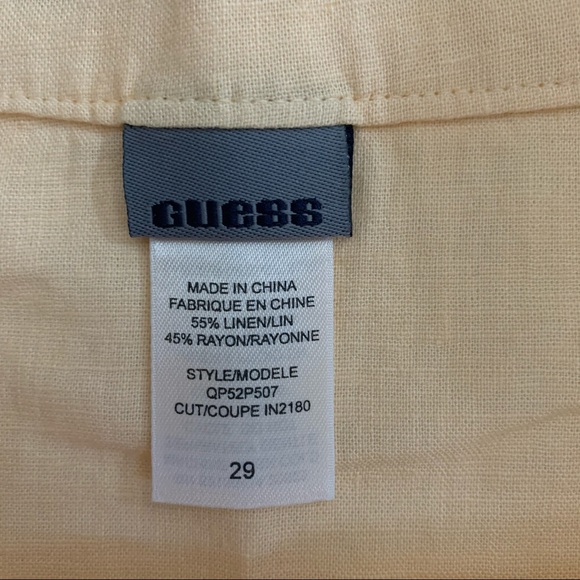 GUESS
MADE IN CHINA
FABRIQUE EN CHINE
55% LINEN/LIN
45% RAYON/RAYONNE
STYLE/MODELE
QP52P507
CUT/COUPE IN2180
29